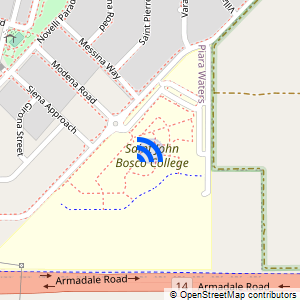 Novelli Parade
Road
Saint Pierre
Vara
Messina Way
Modena Road
Siena Approach
Girona Street
Piara Waters
Saint John
Bosco College
Armadale Road
14
Armadale Road
© PostStreetmaps © OpenStreetMap contributors